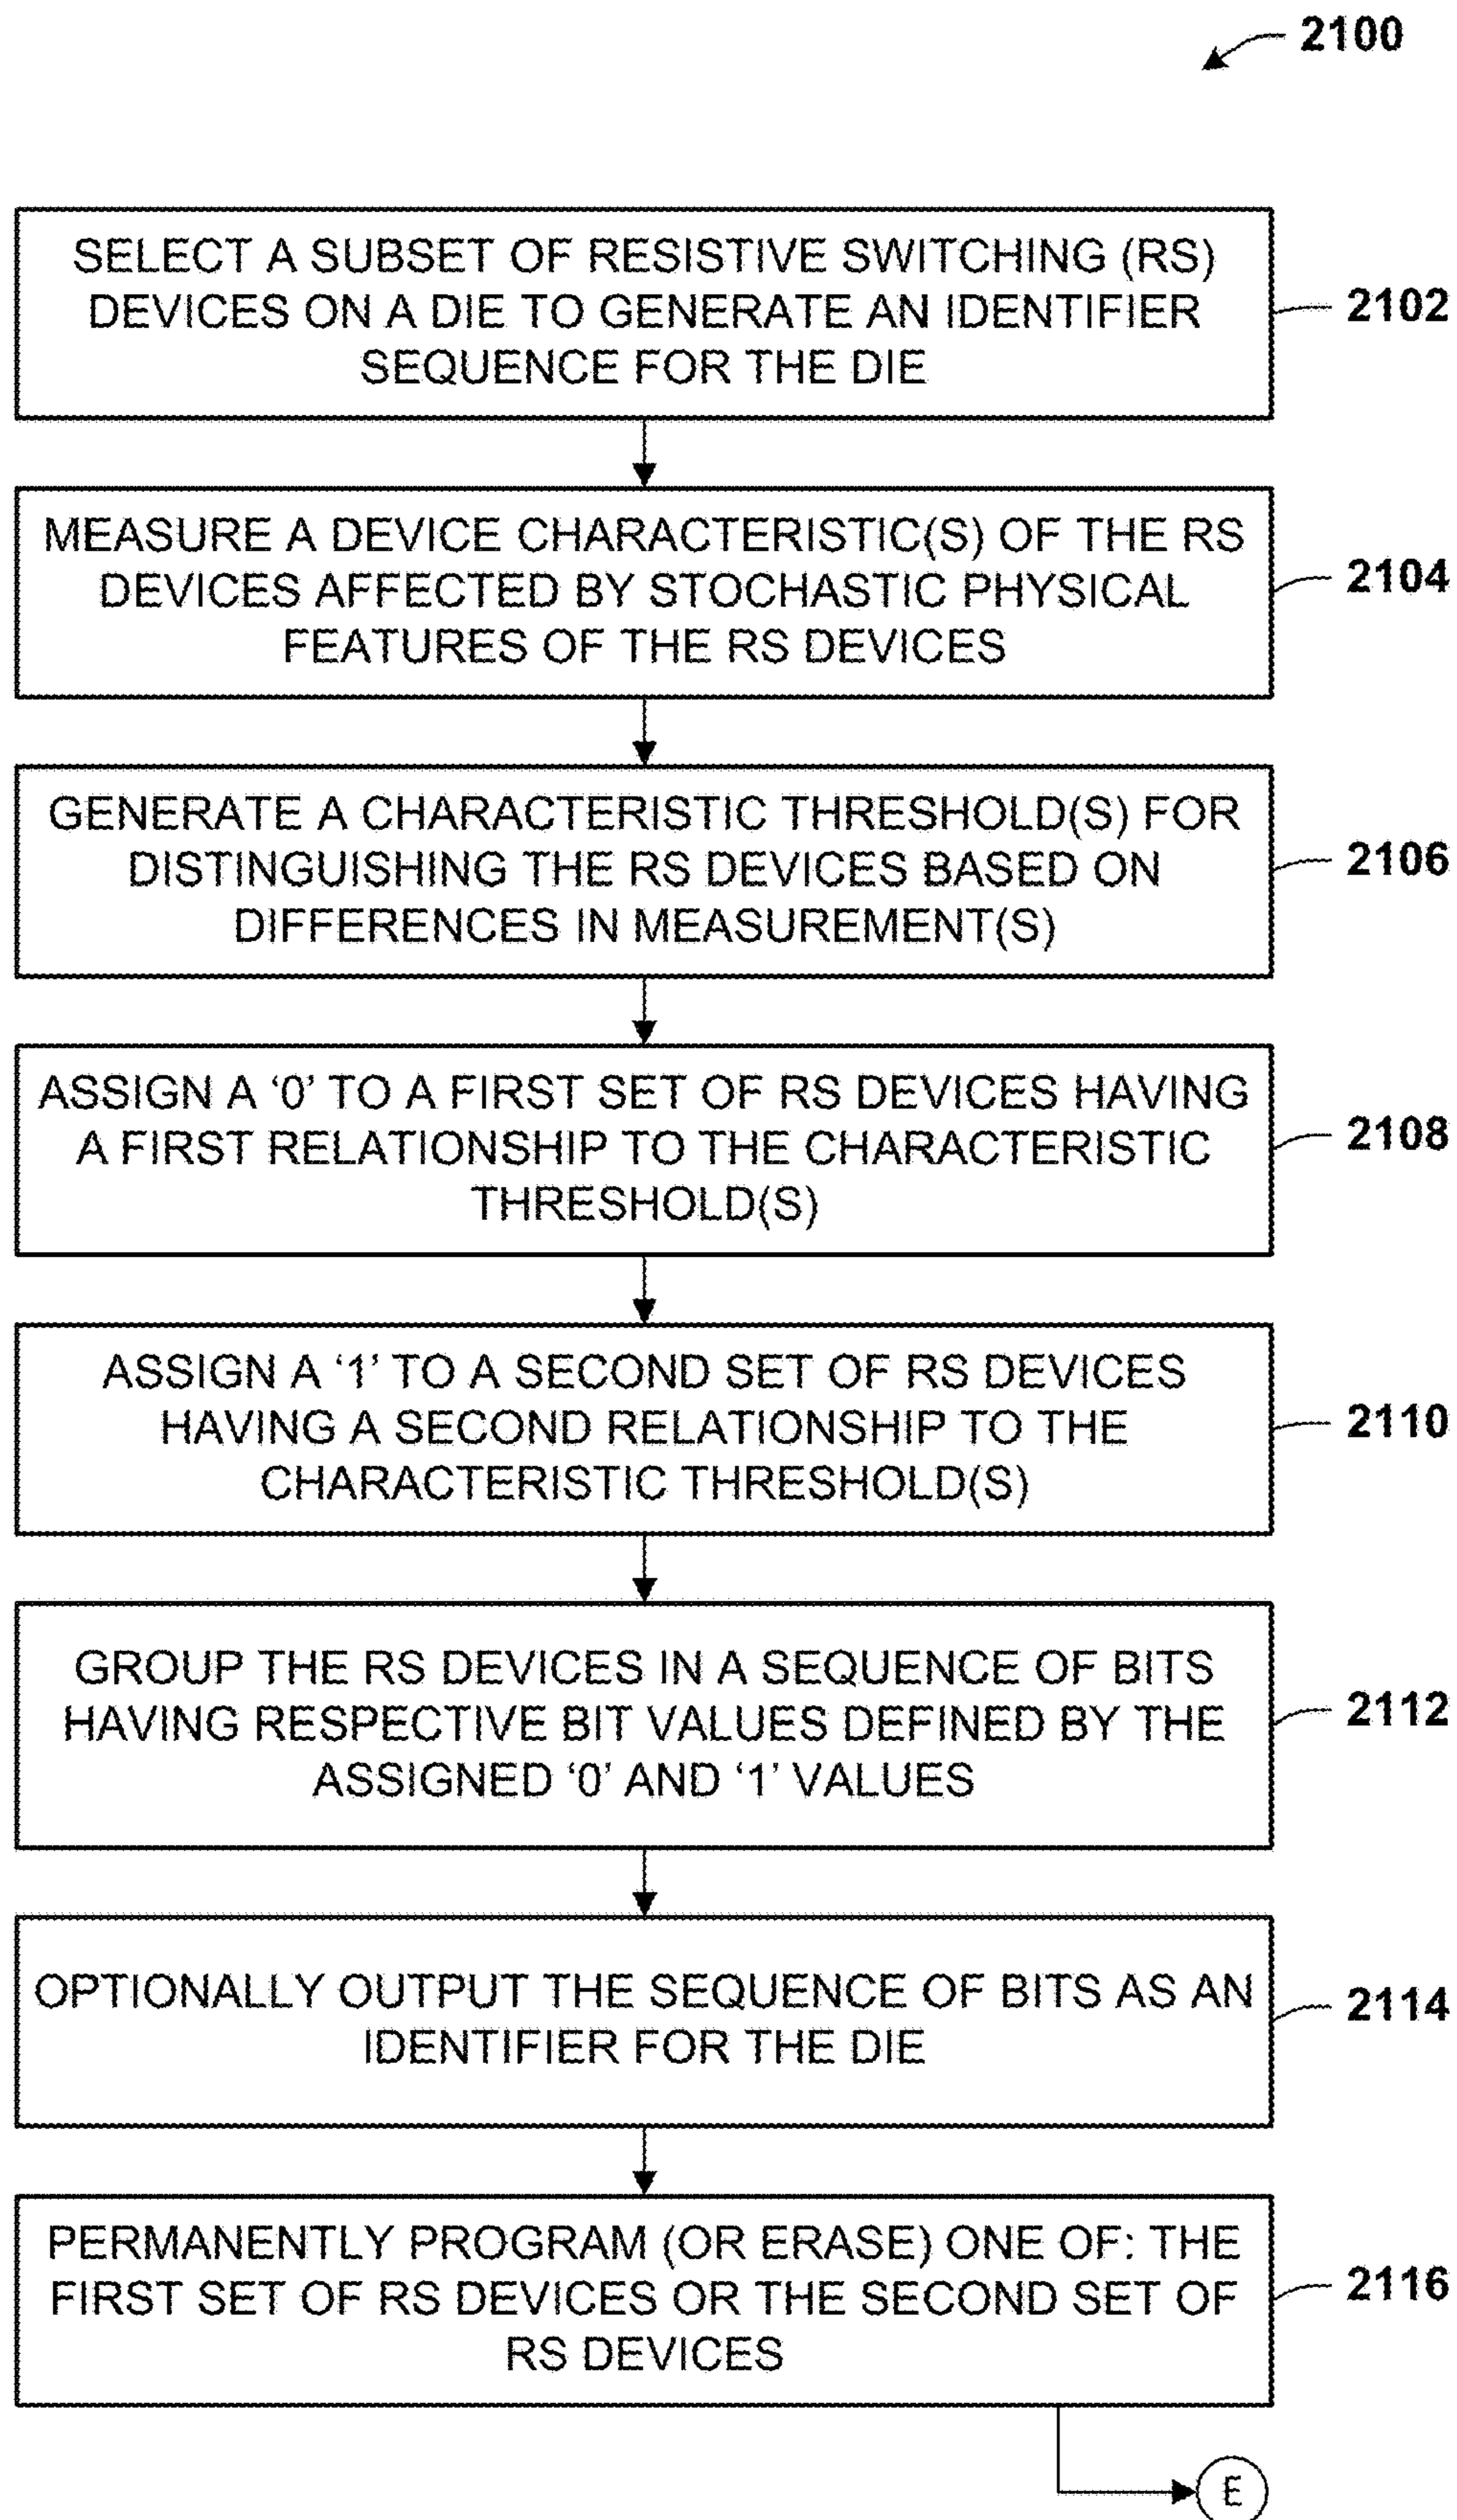 2100
SELECT A SUBSET OF RESISTIVE SWITCHING (RS)
DEVICES ON A DIE TO GENERATE AN IDENTIFIER
SEQUENCE FOR THE DIE
2102
MEASURE A DEVICE CHARACTERISTIC(S) OF THE RS
DEVICES AFFECTED BY STOCHASTIC PHYSICAL
FEATURES OF THE RS DEVICES
2104
GENERATE A CHARACTERISTIC THRESHOLD(S) FOR
DISTINGUISHING THE RS DEVICES BASED ON
DIFFERENCES IN MEASUREMENT(S)
2106
ASSIGN A ‘0’ TO A FIRST SET OF RS DEVICES HAVING
A FIRST RELATIONSHIP TO THE CHARACTERISTIC
THRESHOLD(S)
2108
ASSIGN A ‘1’ TO A SECOND SET OF RS DEVICES
HAVING A SECOND RELATIONSHIP TO THE
CHARACTERISTIC THRESHOLD(S)
2110
GROUP THE RS DEVICES IN A SEQUENCE OF BITS
HAVING RESPECTIVE BIT VALUES DEFINED BY THE
ASSIGNED ‘0’ AND ‘1’ VALUES
2112
OPTIONALLY OUTPUT THE SEQUENCE OF BITS AS AN
IDENTIFIER FOR THE DIE
2114
PERMANENTLY PROGRAM (OR ERASE) ONE OF: THE
FIRST SET OF RS DEVICES OR THE SECOND SET OF
RS DEVICES
2116
E